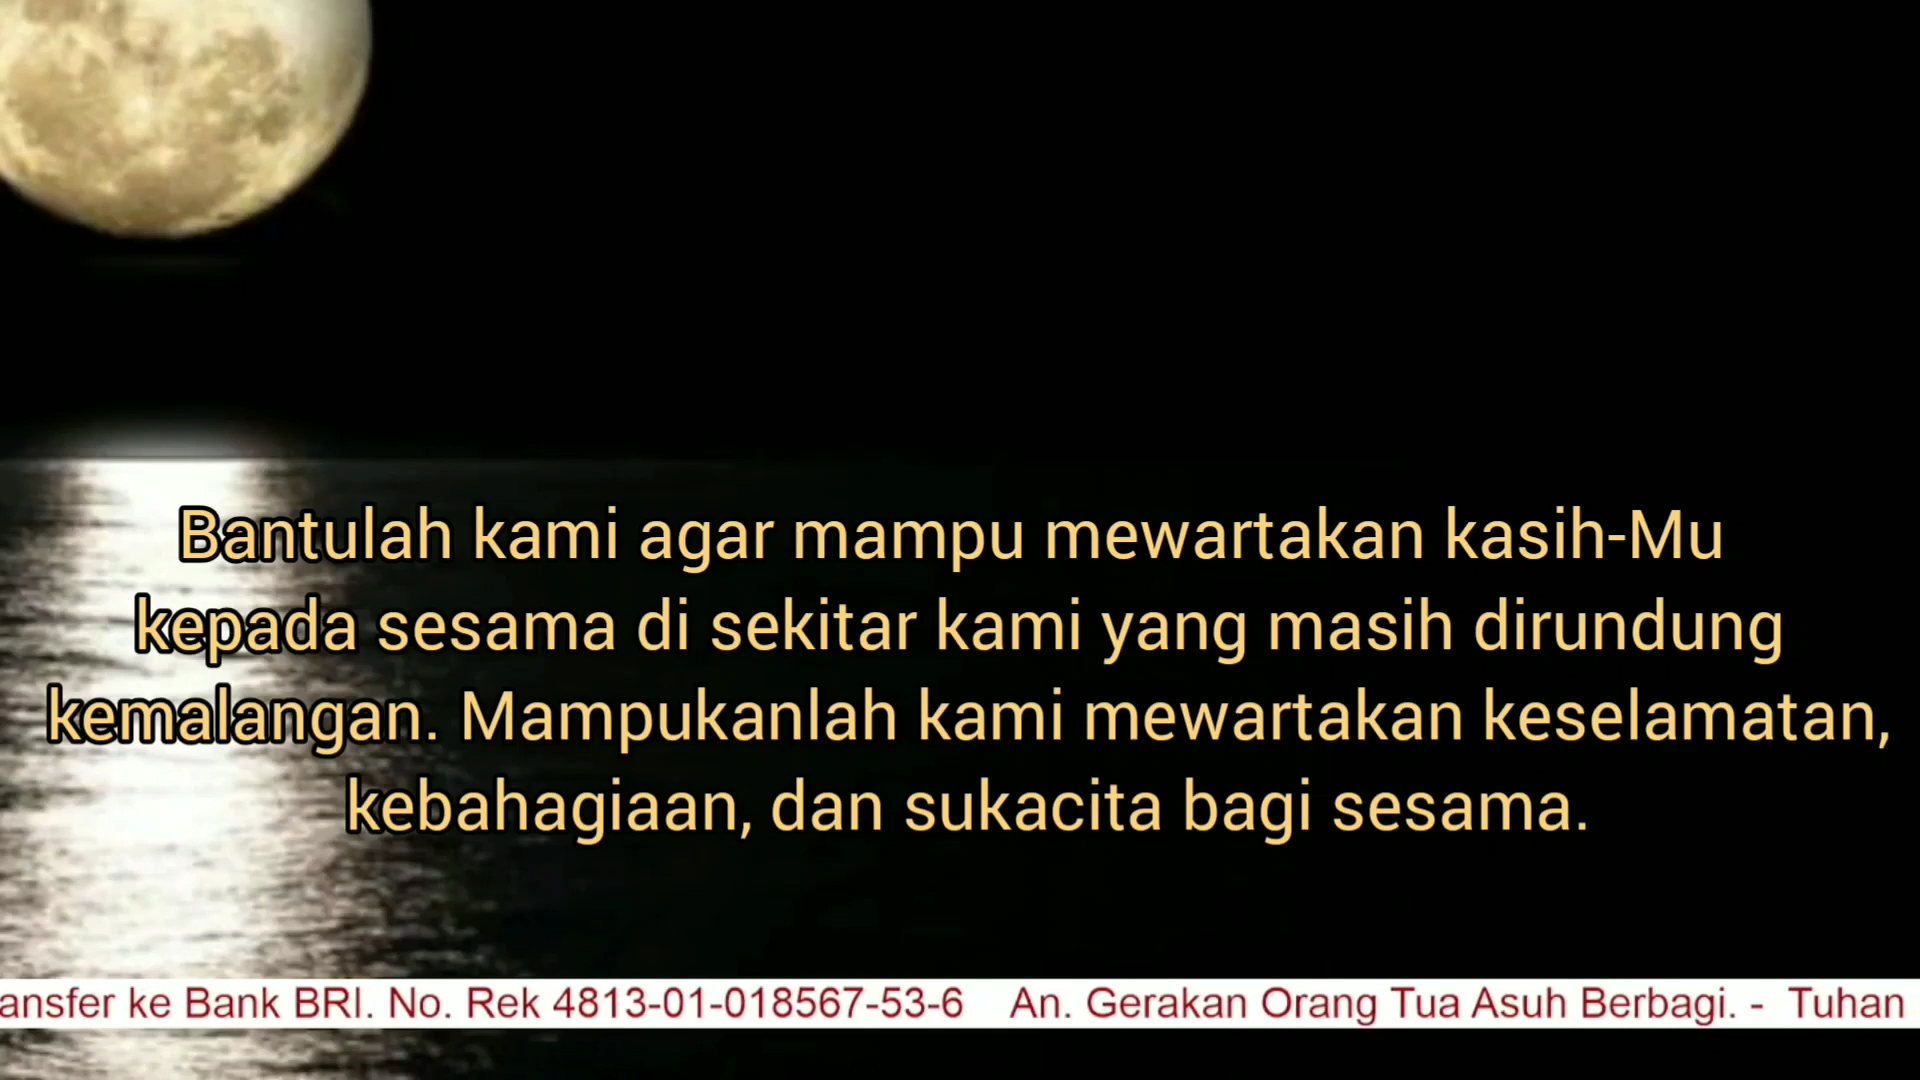 Bantulah kami agar mampu mewartakan kasih-Mu
kepada sesama di sekitar kami yang masih dirundung
kemalangan. Mampukanlah kami mewartakan keselamatan,
kebahagiaan, dan sukacita bagi sesama.
ansfer ke Bank BRI. No. Rek 4813-01-018567-53-6 An. Gerakan Orang Tua Asuh Berbagi. - Tuhan